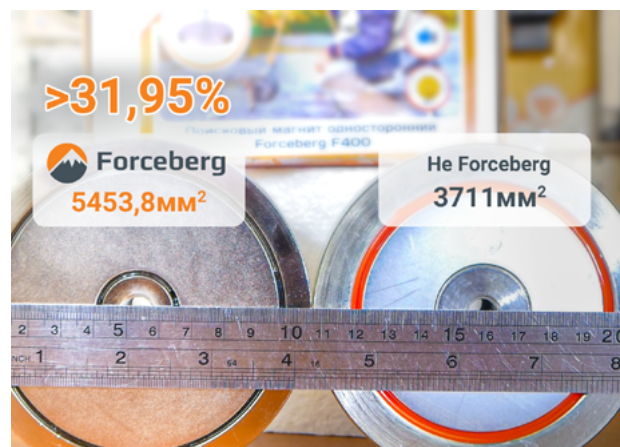 >31,95%
Поисковый магнит односторонний
Forceberg F400
Forceberg
5453,8мм²
Не Forceberg
3711мм²
2 3 4 5 6 7 8 9 10 11 12 13 14 15 16 17 18 19 20
INCH 1 2 3 64 4 16 5 6 7 8